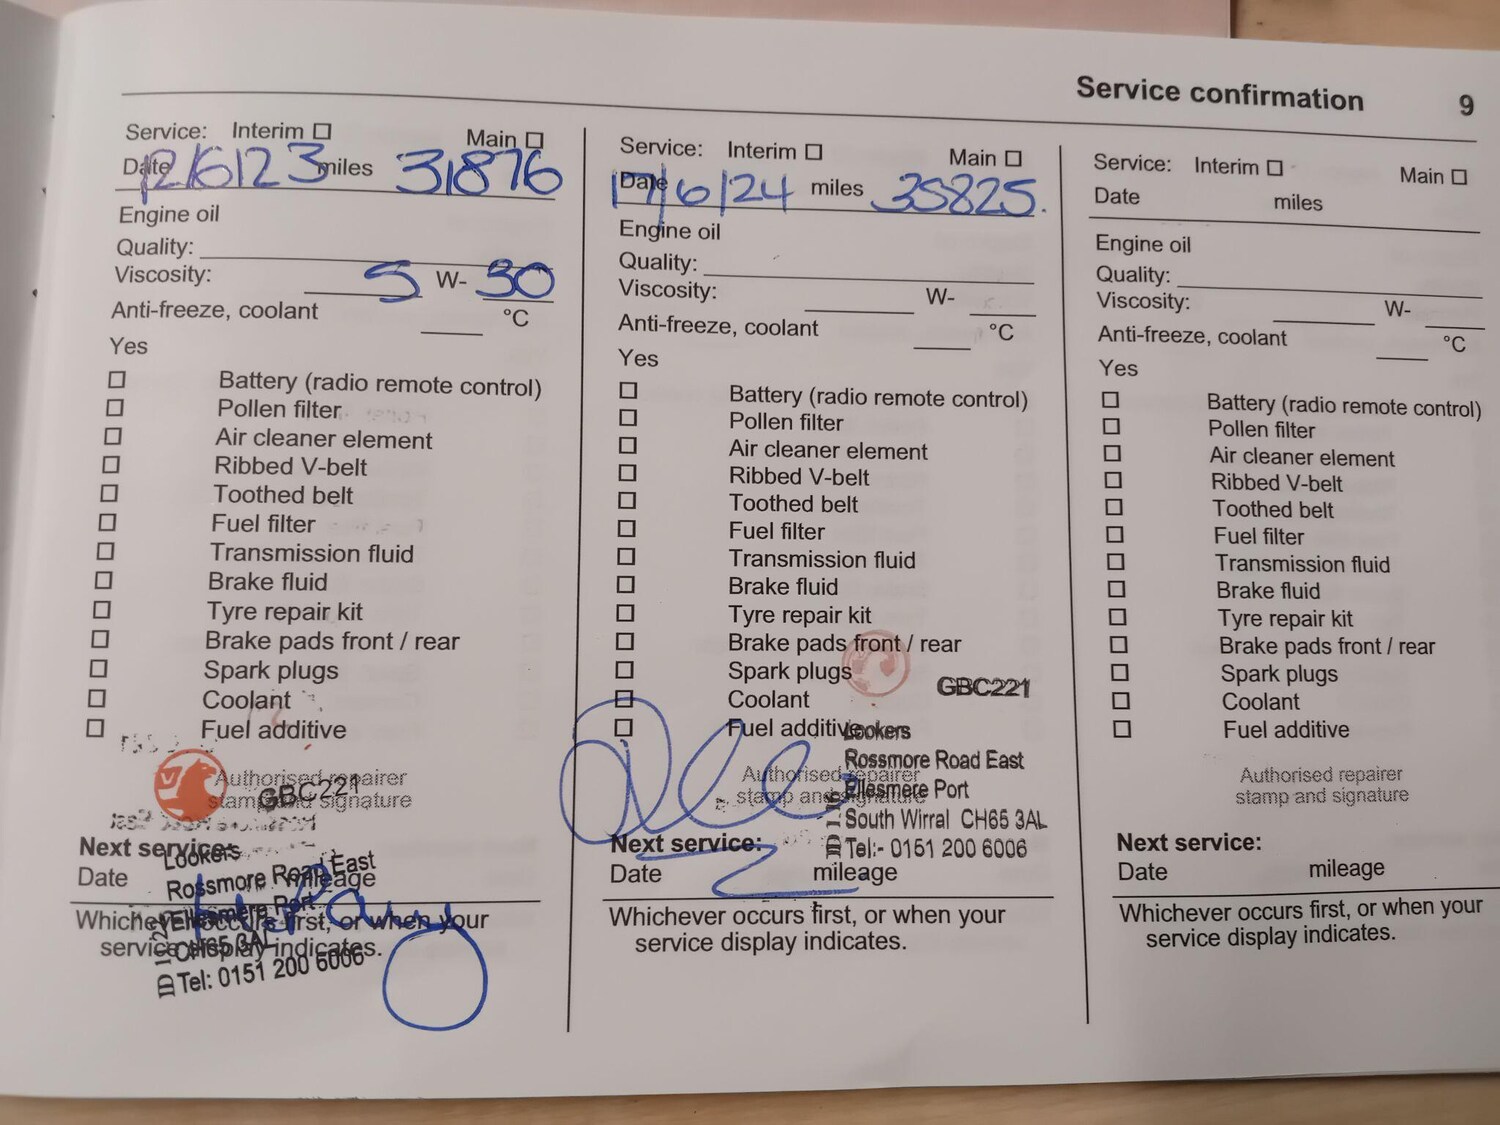 Service confirmation 9
Service: Interim Main
Date 12/6/23 miles 31876
Engine oil
Quality:
Viscosity: 5 W- 30
Anti-freeze, coolant °C
Yes
Battery (radio remote control)
Pollen filter
Air cleaner element
Ribbed V-belt
Toothed belt
Fuel filter
Transmission fluid
Brake fluid
Tyre repair kit
Brake pads front / rear
Spark plugs
Coolant
Fuel additive
Authorised repairer
stamp and signature
GBC221
Next service:
Date mileage
Lookers
Rossmore Road East
Ellesmere Port
CH65 3AL
Tel: 0151 200 6006
Whichever occurs first, or when your
service display indicates.
Service: Interim Main
Date 17/6/24 miles 35825.
Engine oil
Quality:
Viscosity: W-
Anti-freeze, coolant °C
Yes
Battery (radio remote control)
Pollen filter
Air cleaner element
Ribbed V-belt
Toothed belt
Fuel filter
Transmission fluid
Brake fluid
Tyre repair kit
Brake pads front / rear
Spark plugs
Coolant
Fuel additive
GBC221
Lookers
Rossmore Road East
Ellesmere Port
South Wirral CH65 3AL
Tel:- 0151 200 6006
Authorised repairer
stamp and signature
Next service:
Date mileage
Whichever occurs first, or when your
service display indicates.
Service: Interim Main
Date miles
Engine oil
Quality:
Viscosity: W-
Anti-freeze, coolant °C
Yes
Battery (radio remote control)
Pollen filter
Air cleaner element
Ribbed V-belt
Toothed belt
Fuel filter
Transmission fluid
Brake fluid
Tyre repair kit
Brake pads front / rear
Spark plugs
Coolant
Fuel additive
Authorised repairer
stamp and signature
Next service:
Date mileage
Whichever occurs first, or when your
service display indicates.